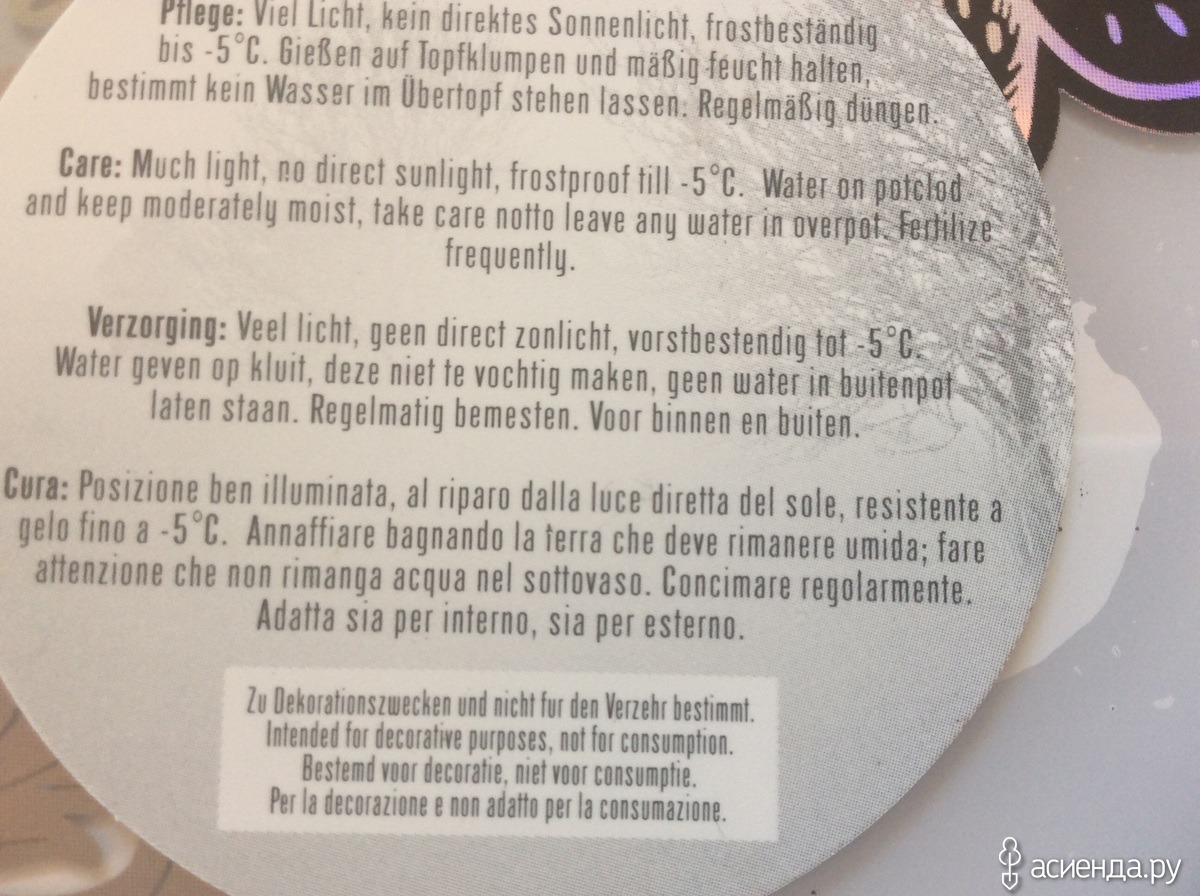 Pflege: Viel Licht, kein direktes Sonnenlicht, frostbeständig
bis -5°C. Gießen auf Topfklumpen und mäßig feucht halten,
bestimmt kein Wasser im Übertopf stehen lassen. Regelmäßig düngen.
Care: Much light, no direct sunlight, frostproof till -5°C. Water on potclod
and keep moderately moist, take care notto leave any water in overpot. Fertilize
frequently.
Verzorging: Veel licht, geen direct zonlicht, vorstbestendig tot -5°C.
Water geven op kluit, deze niet te vochtig maken, geen water in buitenpot
laten staan. Regelmatig bemesten. Voor binnen en buiten.
Cura: Posizione ben illuminata, al riparo dalla luce diretta del sole, resistente a
gelo fino a -5°C. Annaffiare bagnando la terra che deve rimanere umida; fare
attenzione che non rimanga acqua nel sottovaso. Concimare regolarmente.
Adatta sia per interno, sia per esterno.
Zu Dekorationszwecken und nicht fur den Verzehr bestimmt.
Intended for decorative purposes, not for consumption.
Bestemd voor decoratie, niet voor consumptie.
Per la decorazione e non adatto per la consumazione.
асиенда.ру